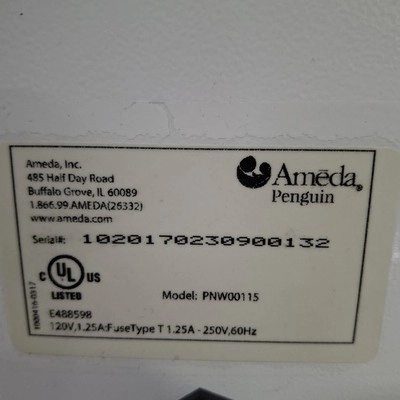 Ameda, Inc.
485 Half Day Road
Buffalo Grove, IL 60089
1.866.99.AMEDA(26332)
www.ameda.com
Amēda®
Penguin
Serial#: 1020170230900132
C UL US
LISTED
Model: PNW00115
E488598
120V,1.25A:FuseType T 1.25A - 250V,60Hz